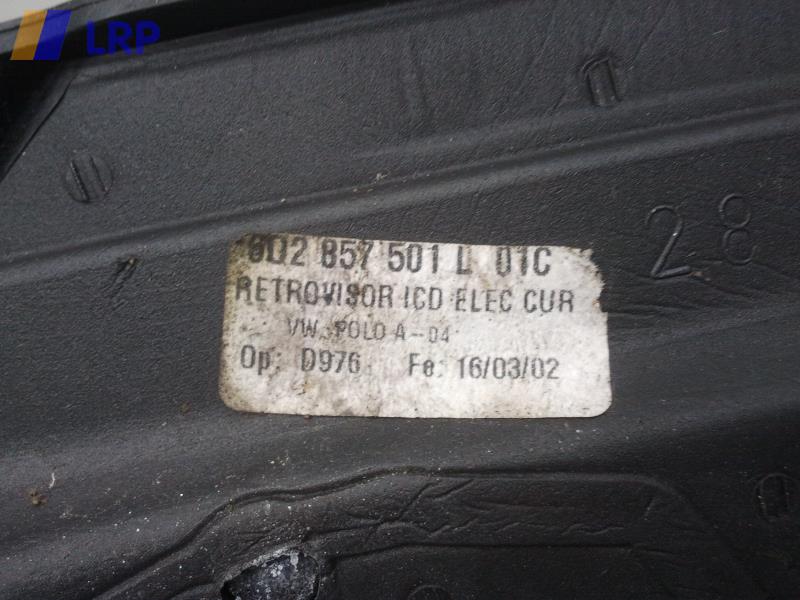 LRP
28
6Q2 857 501 L 01C
RETROVISOR ICD ELEC CUR
VW. POLO A-04
Op: D976 Fe: 16/03/02